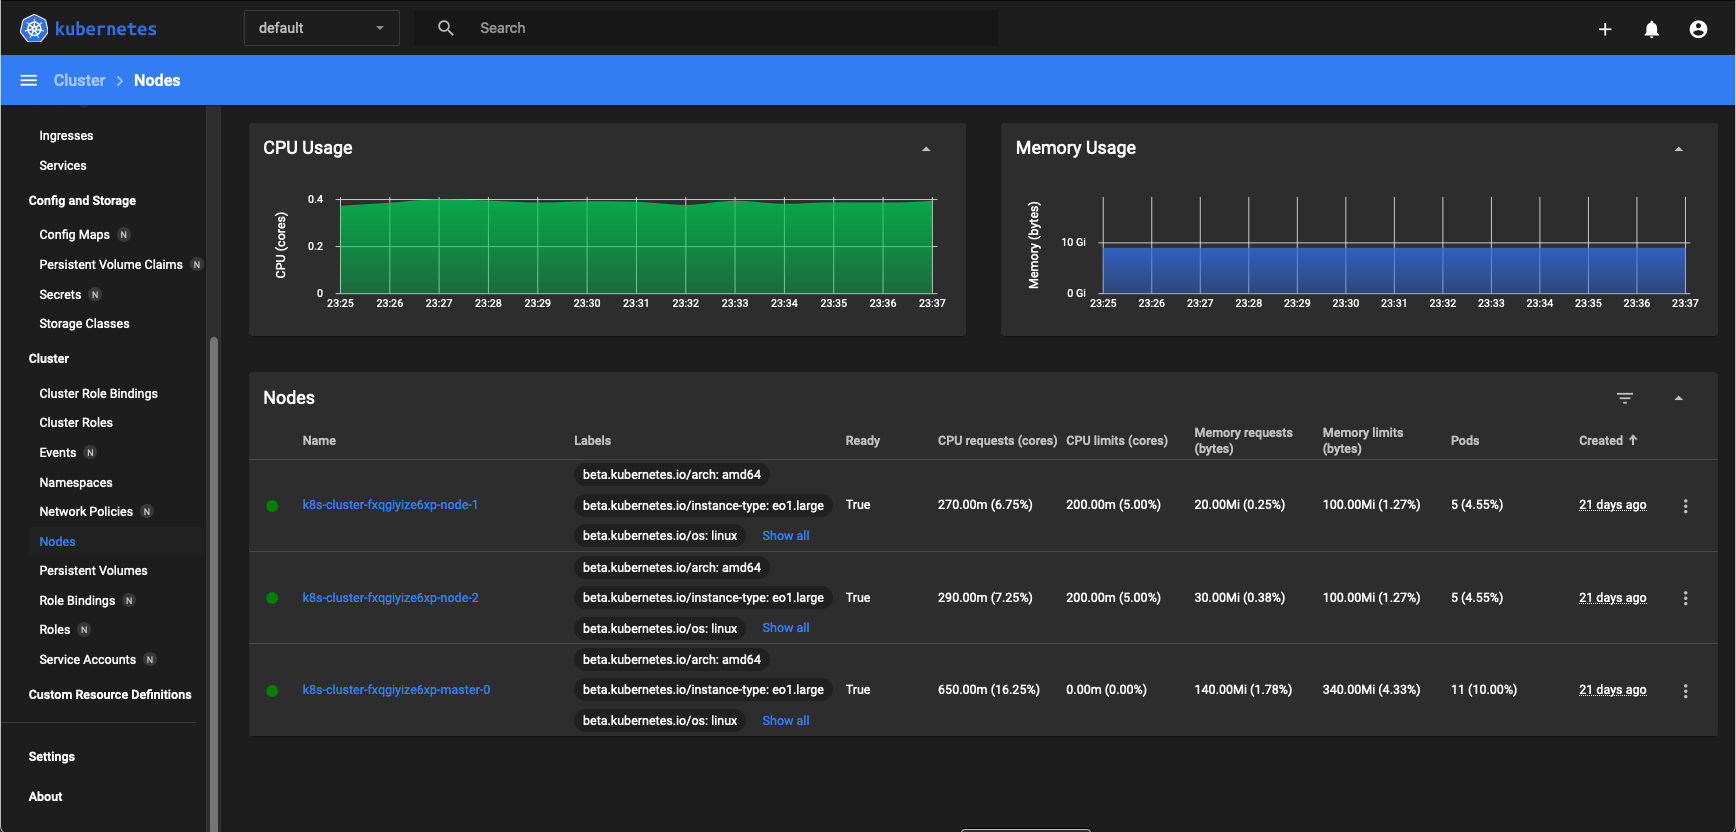 kubernetes
default
Search
Cluster > Nodes
Ingresses
Services
Config and Storage
Config Maps N
Persistent Volume Claims N
Secrets N
Storage Classes
Cluster
Cluster Role Bindings
Cluster Roles
Events N
Namespaces
Network Policies N
Nodes
Persistent Volumes
Role Bindings N
Roles N
Service Accounts N
Custom Resource Definitions
Settings
About
CPU Usage
CPU (cores)
0.4
0.2
0
23:25 23:26 23:27 23:28 23:29 23:30 23:31 23:32 23:33 23:34 23:35 23:36 23:37
Memory Usage
Memory (bytes)
10 Gi
0 Gi
23:25 23:26 23:27 23:28 23:29 23:30 23:31 23:32 23:33 23:34 23:35 23:36 23:37
Nodes
Name Labels Ready CPU requests (cores) CPU limits (cores) Memory requests (bytes) Memory limits (bytes) Pods Created
beta.kubernetes.io/arch: amd64
k8s-cluster-fxqgiyize6xp-node-1 beta.kubernetes.io/instance-type: eo1.large True 270.00m (6.75%) 200.00m (5.00%) 20.00Mi (0.25%) 100.00Mi (1.27%) 5 (4.55%) 21 days ago
beta.kubernetes.io/os: linux Show all
beta.kubernetes.io/arch: amd64
k8s-cluster-fxqgiyize6xp-node-2 beta.kubernetes.io/instance-type: eo1.large True 290.00m (7.25%) 200.00m (5.00%) 30.00Mi (0.38%) 100.00Mi (1.27%) 5 (4.55%) 21 days ago
beta.kubernetes.io/os: linux Show all
beta.kubernetes.io/arch: amd64
k8s-cluster-fxqgiyize6xp-master-0 beta.kubernetes.io/instance-type: eo1.large True 650.00m (16.25%) 0.00m (0.00%) 140.00Mi (1.78%) 340.00Mi (4.33%) 11 (10.00%) 21 days ago
beta.kubernetes.io/os: linux Show all